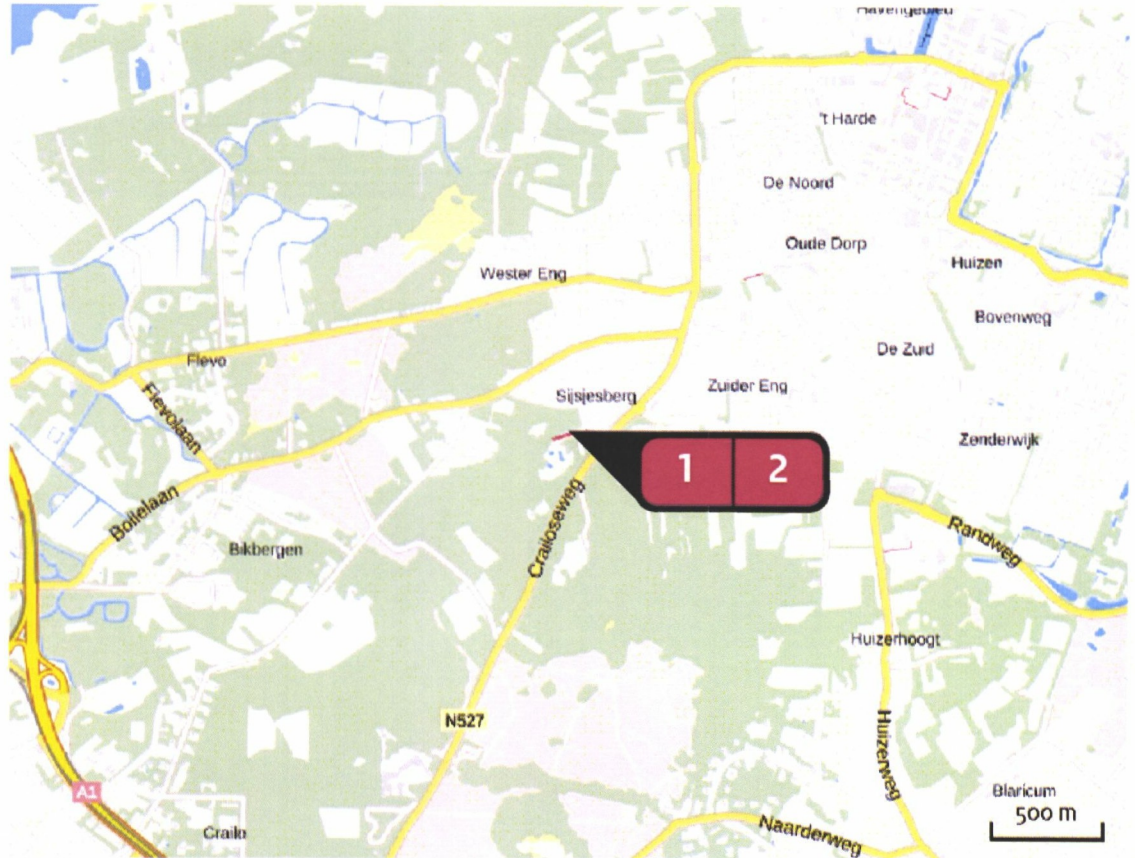 Havengebied
't Harde
De Noord
Oude Dorp
Wester Eng
Huizen
Bovenweg
De Zuid
Flevo
Zuider Eng
Sijsjesberg
Flevolaan
Zenderwijk
1 2
Bollelaan
Crailoseweg
Randweg
Bikbergen
Huizerhoogt
N527
Huizerweg
A1
Blaricum
500 m
Crailo
Naarderweg